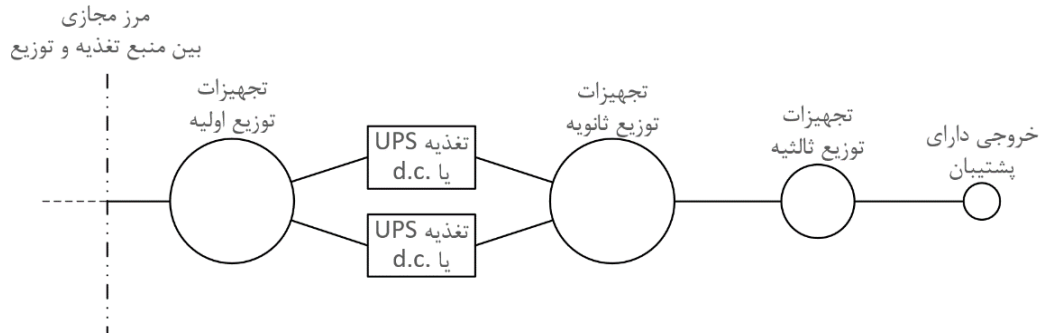 مرز مجازی
بین منبع تغذیه و توزیع
تجهیزات
توزیع اولیه
تغذیه UPS
یا d.c.
تغذیه UPS
یا d.c.
تجهیزات
توزیع ثانویه
تجهیزات
توزیع ثالثیه
خروجی دارای
پشتیبان